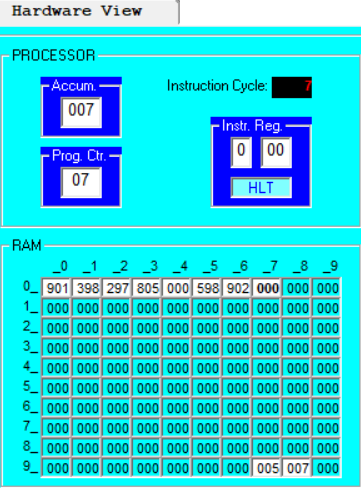 Hardware View
PROCESSOR
Accum.
007
Instruction Cycle: 7
Instr. Reg.
0 00
HLT
Prog. Ctr.
07
RAM
_0 _1 _2 _3 _4 _5 _6 _7 _8 _9
0_ 901 398 297 805 000 598 902 000 000 000
1_ 000 000 000 000 000 000 000 000 000 000
2_ 000 000 000 000 000 000 000 000 000 000
3_ 000 000 000 000 000 000 000 000 000 000
4_ 000 000 000 000 000 000 000 000 000 000
5_ 000 000 000 000 000 000 000 000 000 000
6_ 000 000 000 000 000 000 000 000 000 000
7_ 000 000 000 000 000 000 000 000 000 000
8_ 000 000 000 000 000 000 000 000 000 000
9_ 000 000 000 000 000 000 000 005 007 000